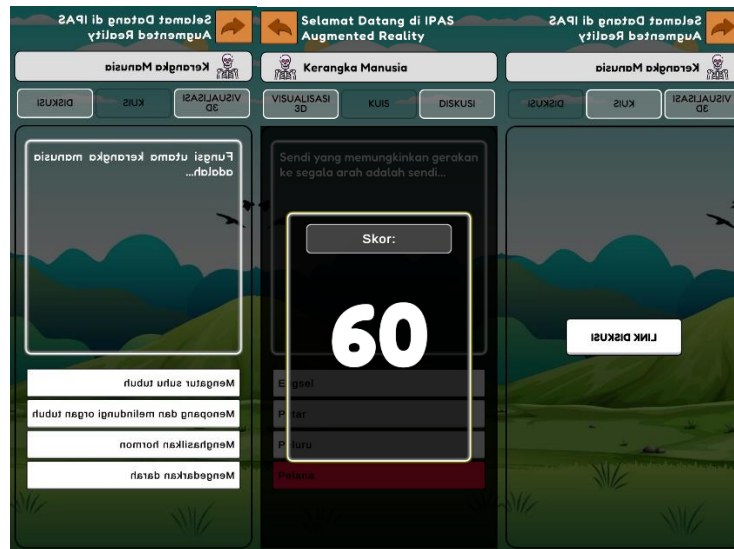 Selamat Datang di IPAS
Augmented Reality
Kerangka Manusia
VISUALISASI
3D
KUIS
DISKUSI
Fungsi utama kerangka manusia
adalah...
Mengatur suhu tubuh
Menopang dan melindungi organ tubuh
Menghasilkan hormon
Mengedarkan darah
Selamat Datang di IPAS
Augmented Reality
Kerangka Manusia
VISUALISASI
3D
KUIS
DISKUSI
Sendi yang memungkinkan gerakan
ke segala arah adalah sendi...
Skor:
60
Pelana
Selamat Datang di IPAS
Augmented Reality
Kerangka Manusia
VISUALISASI
3D
KUIS
DISKUSI
LINK DISKUSI